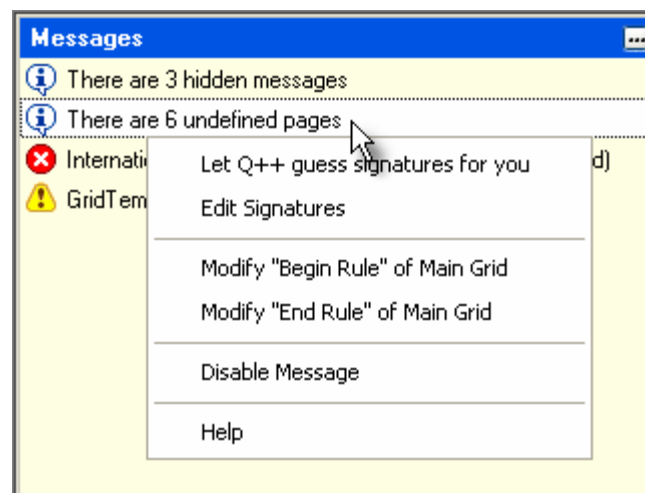 Messages
There are 3 hidden messages
There are 6 undefined pages
Internati d)
GridTem
Let Q++ guess signatures for you
Edit Signatures
Modify "Begin Rule" of Main Grid
Modify "End Rule" of Main Grid
Disable Message
Help